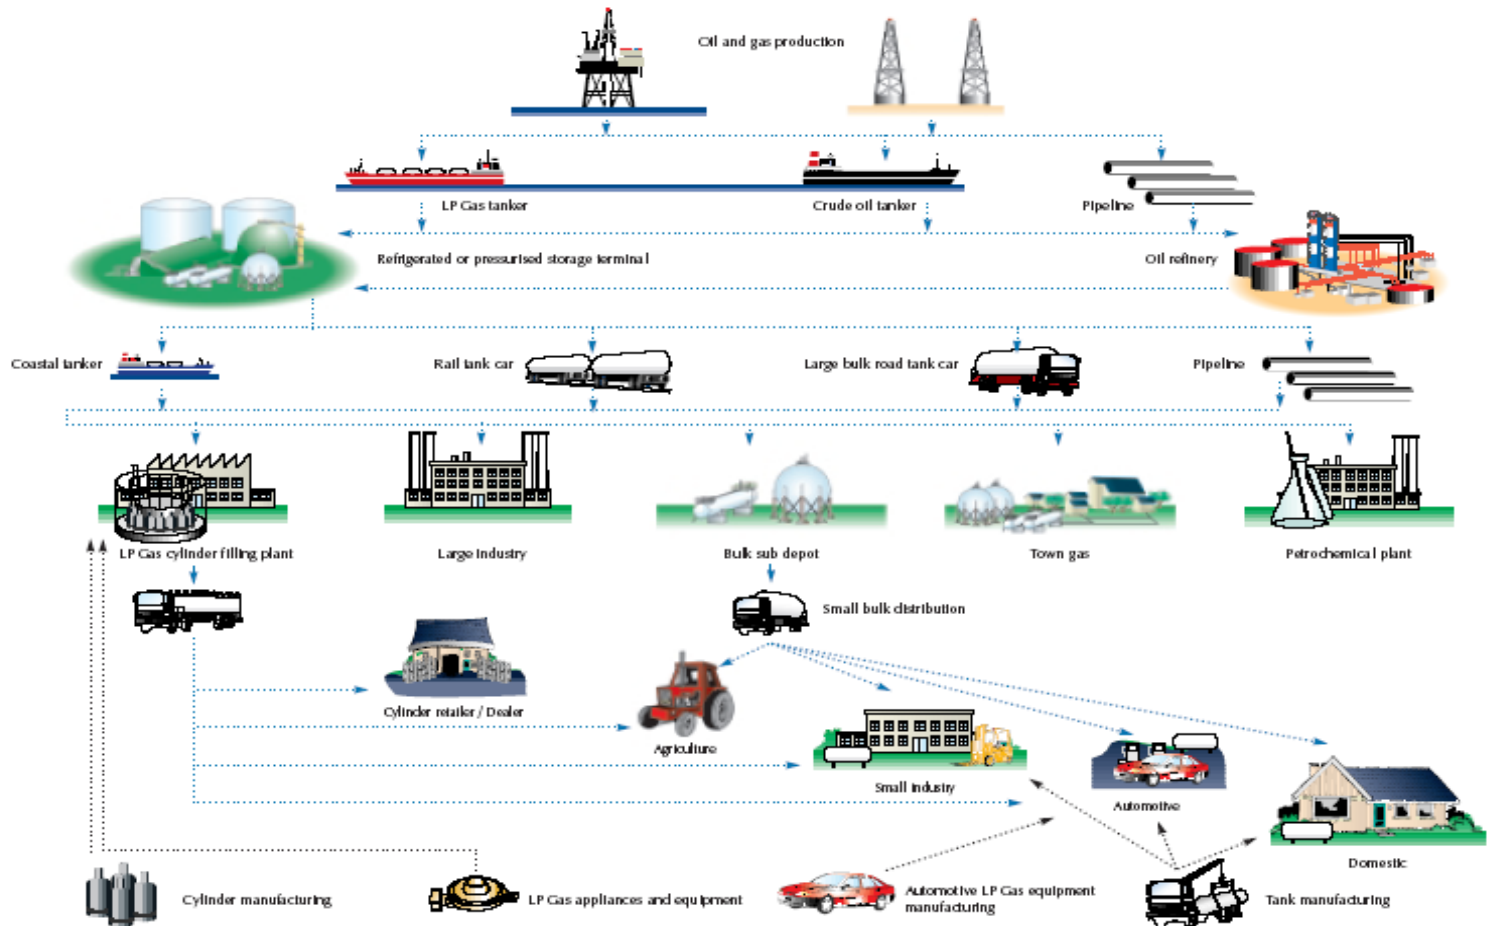 Oil and gas production
LP Gas tanker
Crude oil tanker
Pipeline
Refrigerated or pressurised storage terminal
Oil refinery
Coastal tanker
Rail tank car
Large bulk road tank car
Pipeline
LP Gas cylinder filling plant
Large industry
Bulk sub depot
Town gas
Petrochemical plant
Small bulk distribution
Cylinder retailer / Dealer
Agriculture
Small industry
Automotive
Domestic
Cylinder manufacturing
LP Gas appliances and equipment
Automotive LP Gas equipment
manufacturing
Tank manufacturing